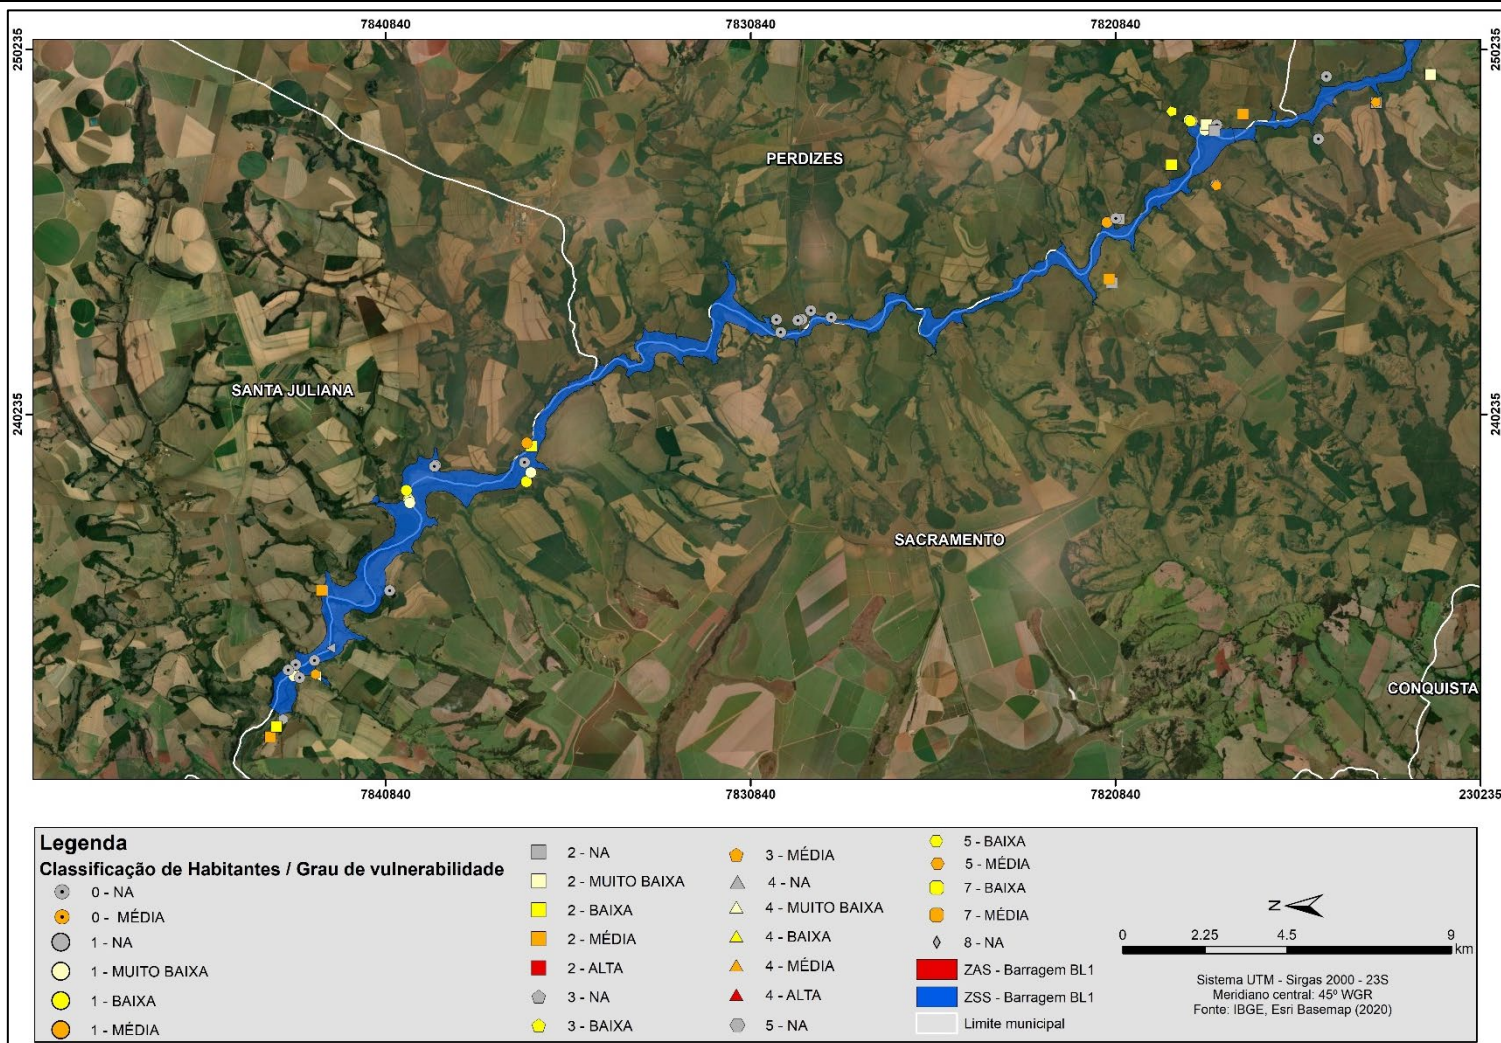 7840840
7830840
7820840
250235
250235
PERDIZES
SANTA JULIANA
240235
240235
SACRAMENTO
CONQUISTA
7840840
7830840
7820840
230235
Legenda
Classificação de Habitantes / Grau de vulnerabilidade
0 - NA
0 - MÉDIA
1 - NA
1 - MUITO BAIXA
1 - BAIXA
1 - MÉDIA
2 - NA
2 - MUITO BAIXA
2 - BAIXA
2 - MÉDIA
2 - ALTA
3 - NA
3 - BAIXA
3 - MÉDIA
4 - NA
4 - MUITO BAIXA
4 - BAIXA
4 - MÉDIA
4 - ALTA
5 - NA
5 - BAIXA
5 - MÉDIA
7 - BAIXA
7 - MÉDIA
8 - NA
ZAS - Barragem BL1
ZSS - Barragem BL1
Limite municipal
N
0 2.25 4.5 9
km
Sistema UTM - Sirgas 2000 - 23S
Meridiano central: 45º WGR
Fonte: IBGE, Esri Basemap (2020)